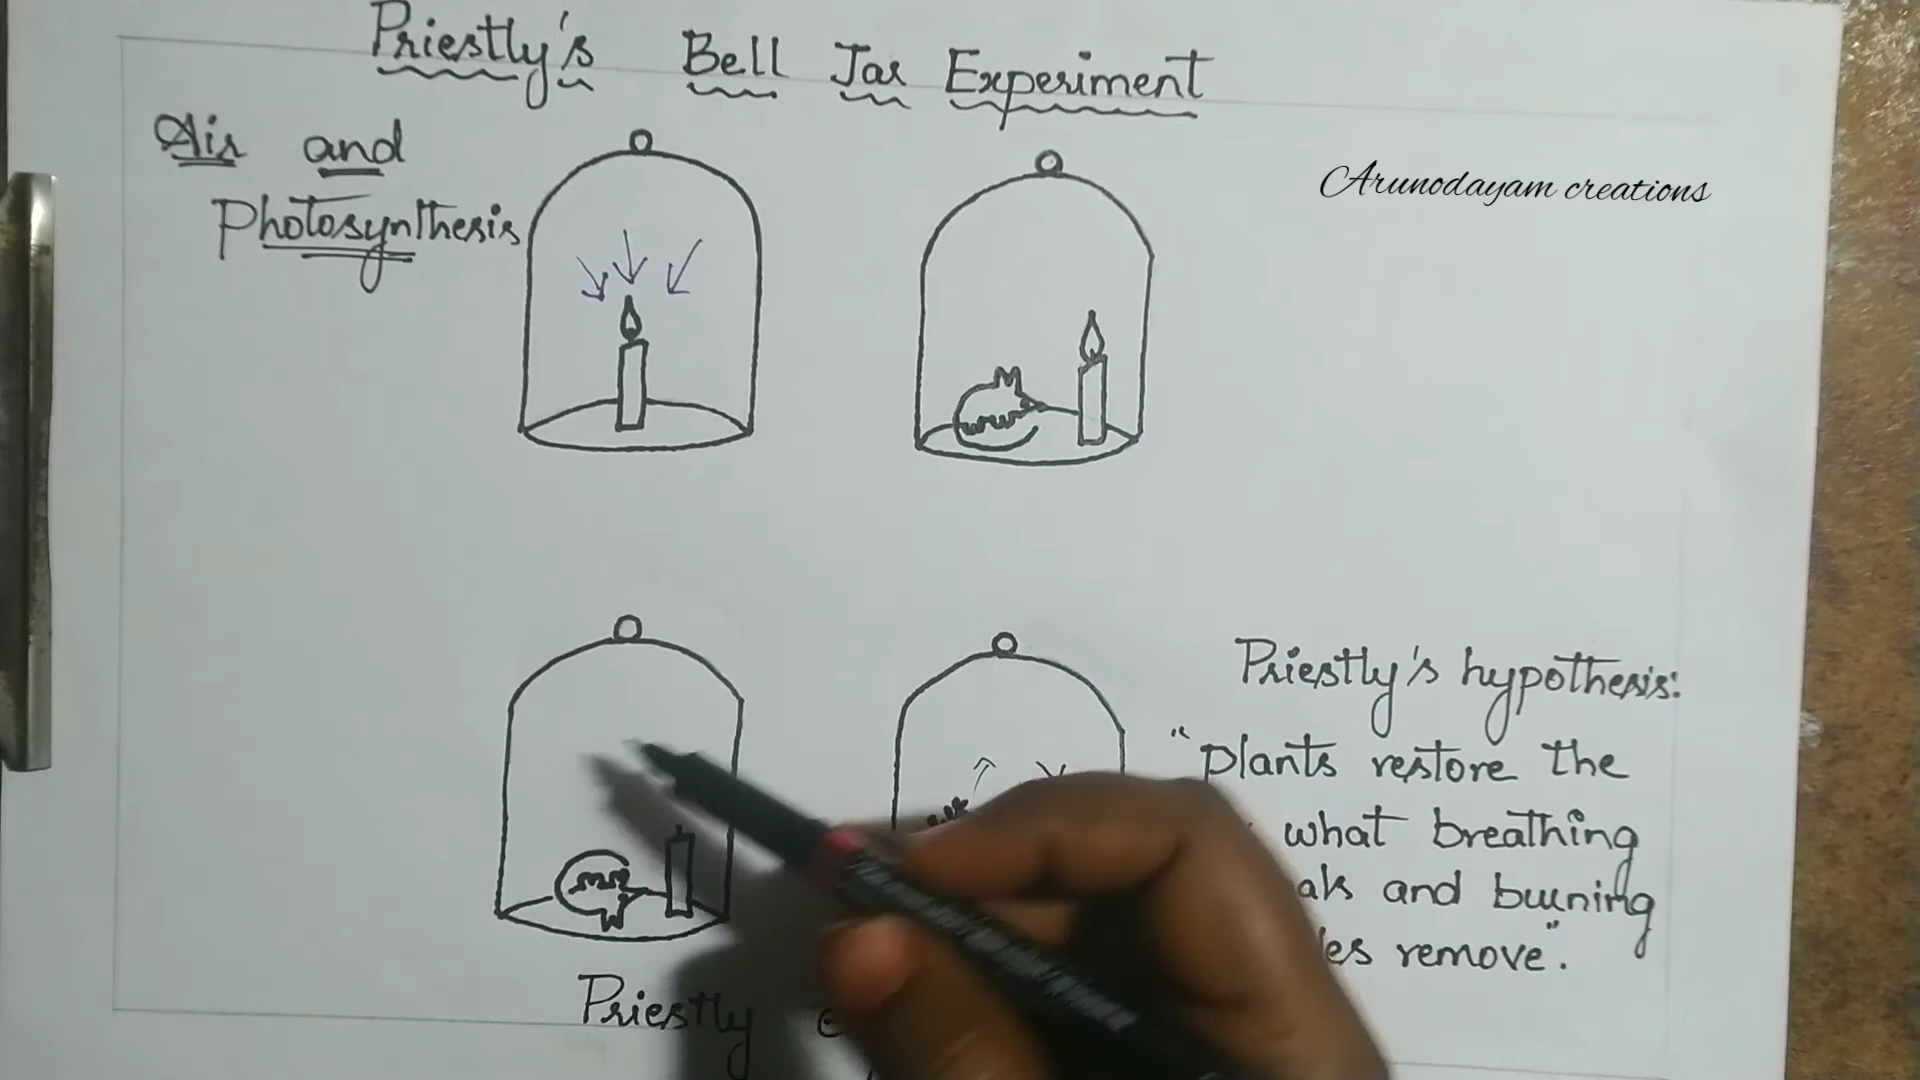 Priestly's Bell Jar Experiment
Air and
Photosynthesis
Arunodayam creations
Priestly's hypothesis:
"Plants restore the
what breathing
and burning
remove".
Priestly